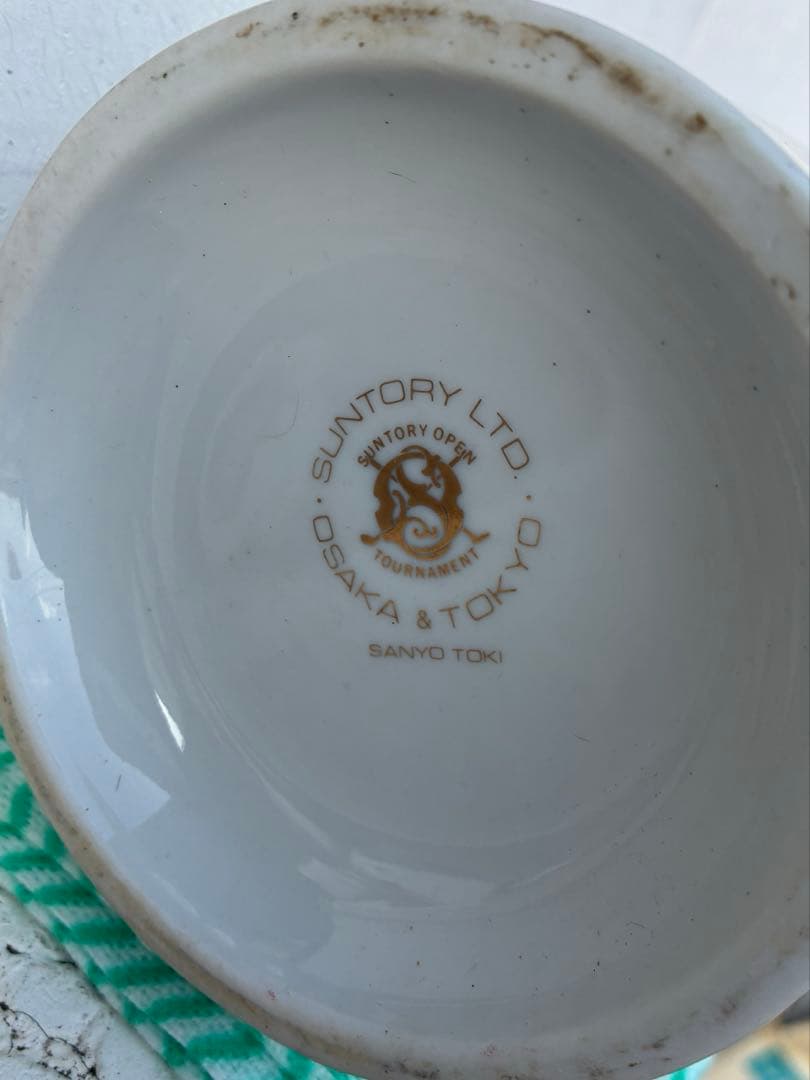 SUNTORY LTD.
SUNTORY OPEN
S
TOURNAMENT
OSAKA & TOKYO
SANYO TOKI